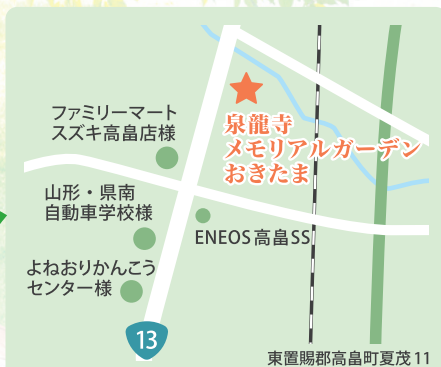 ファミリーマート
スズキ高畠店様
泉龍寺
メモリアルガーデン
おきたま
山形・県南
自動車学校様
ENEOS高畠SS
よねおりかんこう
センター様
13
東置賜郡高畠町夏茂11